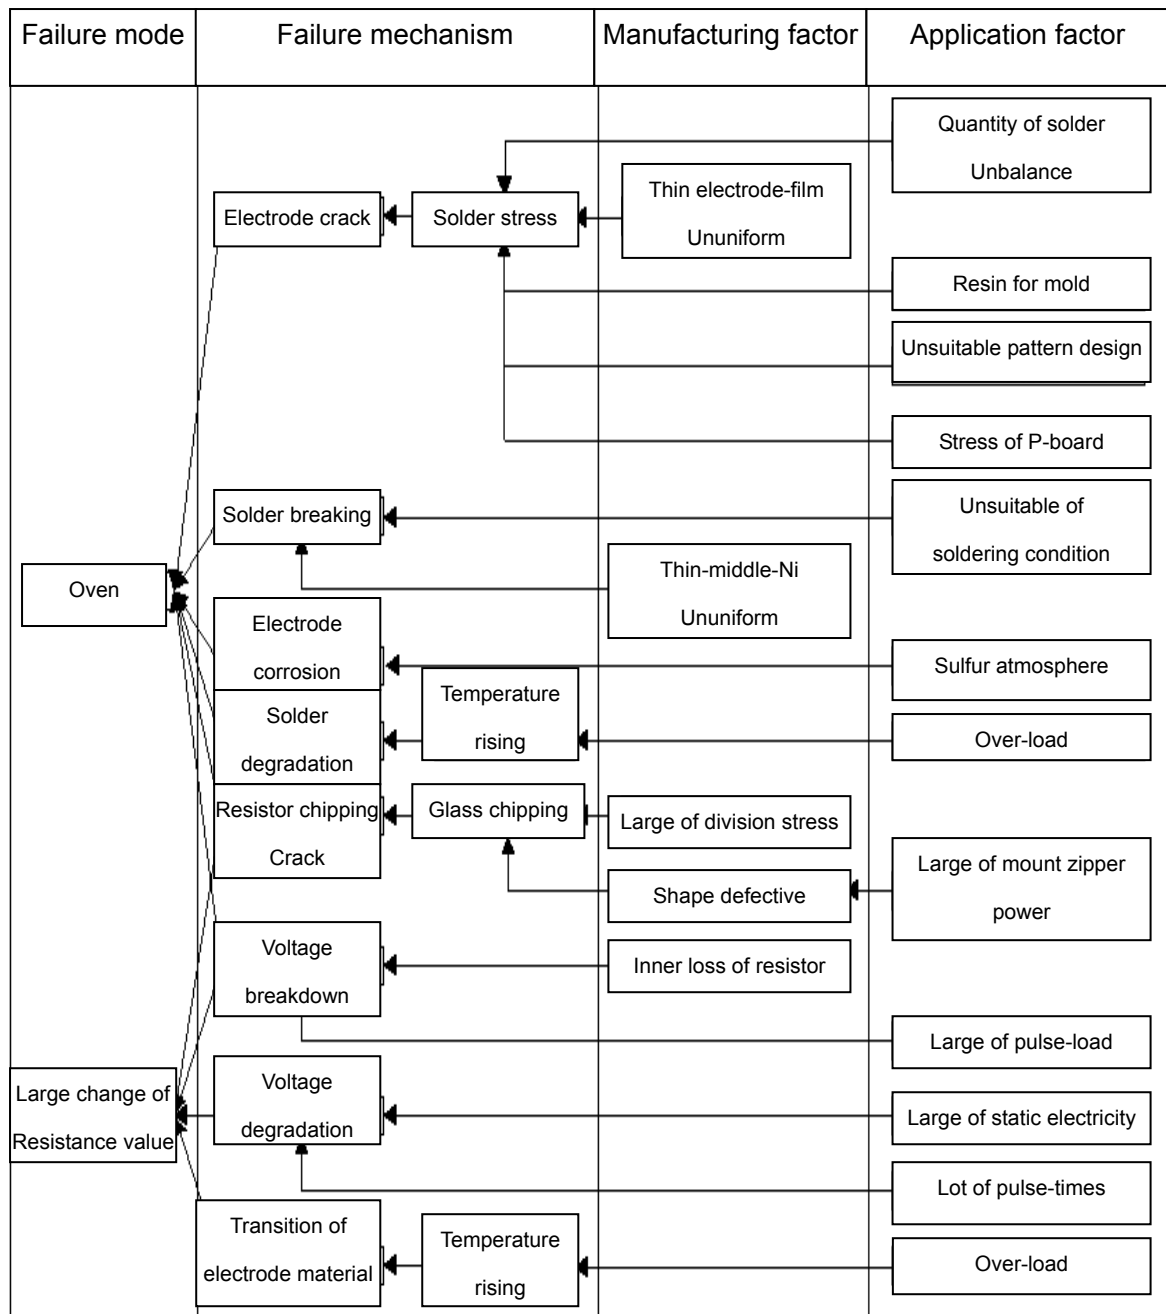 Failure mode
Failure mechanism
Manufacturing factor
Application factor
Quantity of solder
Unbalance
Thin electrode-film
Ununiform
Electrode crack
Solder stress
Resin for mold
Unsuitable pattern design
Stress of P-board
Solder breaking
Unsuitable of
soldering condition
Thin-middle-Ni
Ununiform
Oven
Electrode
corrosion
Sulfur atmosphere
Temperature
rising
Solder
degradation
Over-load
Resistor chipping
Crack
Glass chipping
Large of division stress
Large of mount zipper
power
Shape defective
Voltage
breakdown
Inner loss of resistor
Large of pulse-load
Large change of
Resistance value
Voltage
degradation
Large of static electricity
Lot of pulse-times
Transition of
electrode material
Temperature
rising
Over-load